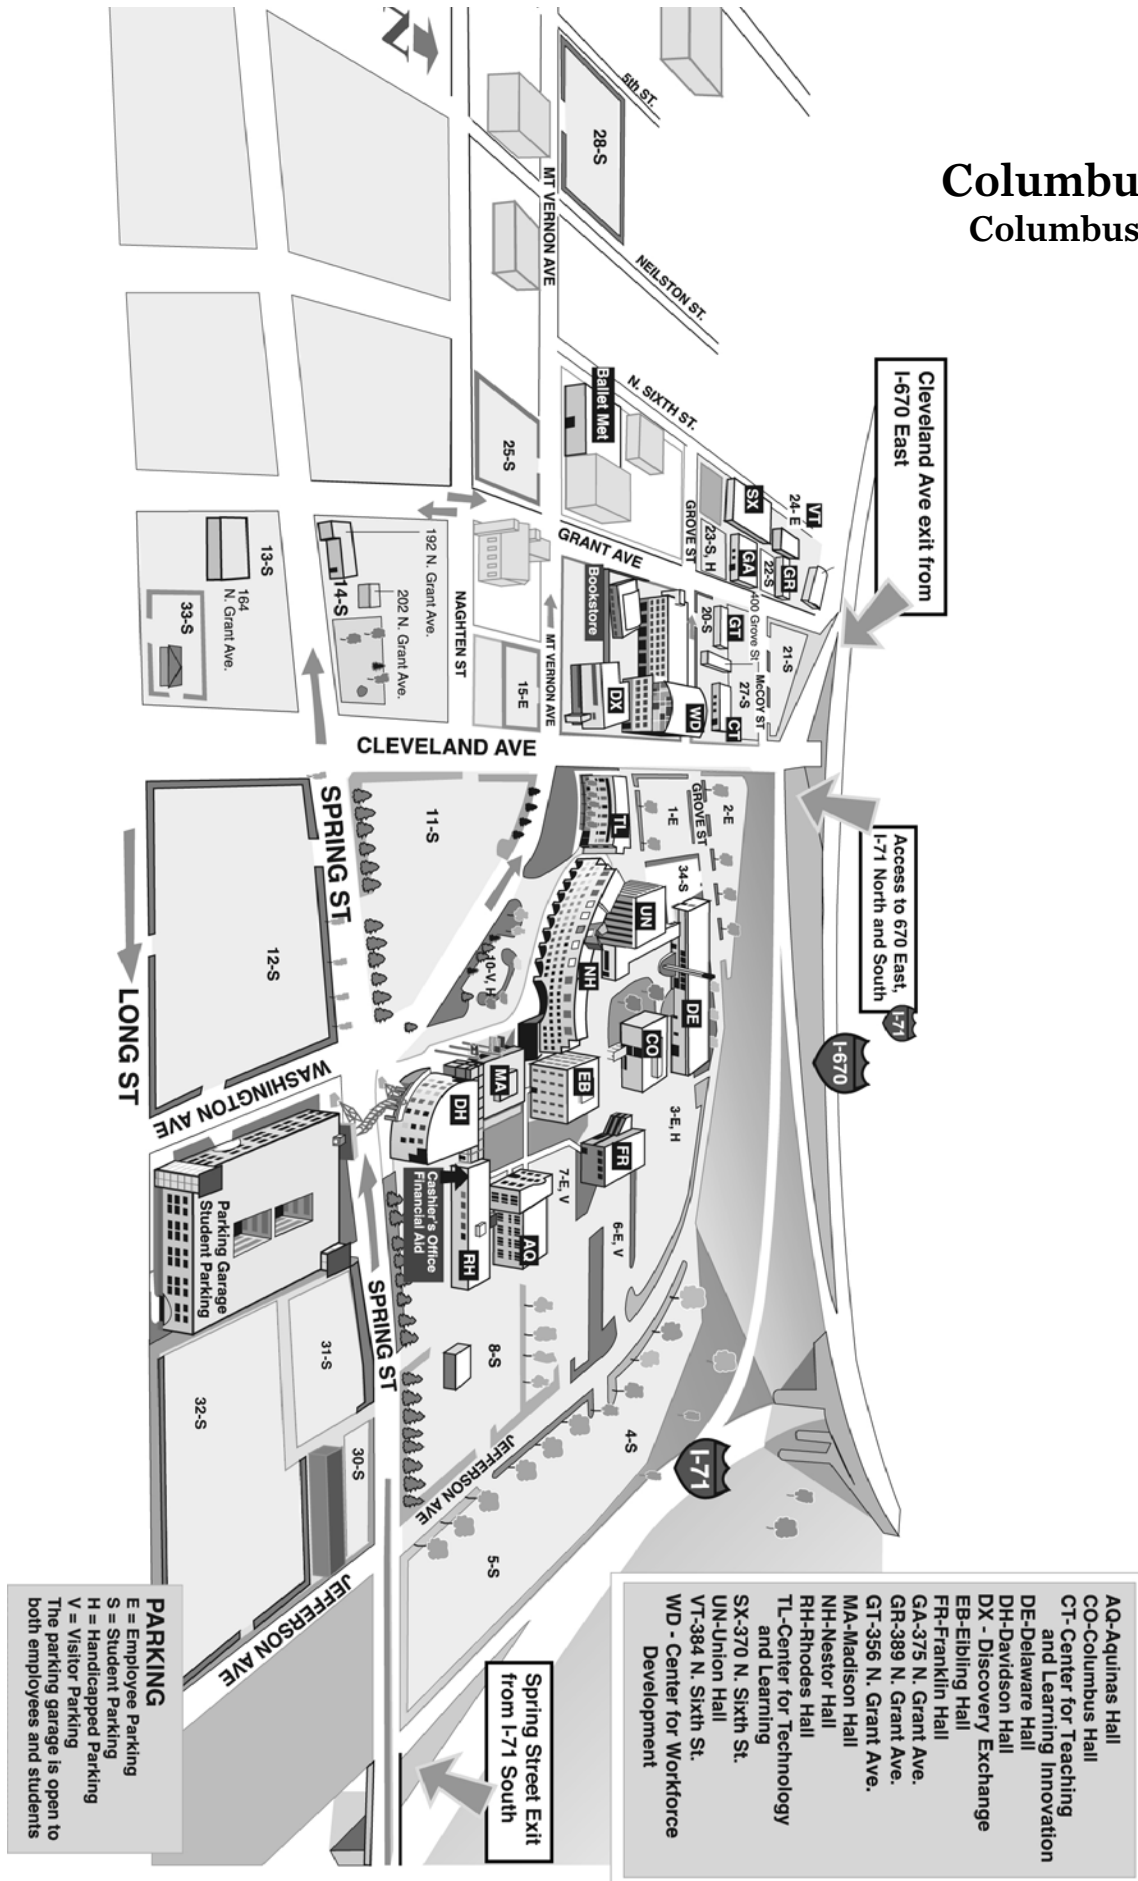 Columbu
Columbus
N
5th ST.
28-S
MT VERNON AVE
NEILSTON ST.
N. SIXTH ST.
Ballet Met
25-S
Cleveland Ave exit from
I-670 East
VT
24- E
SX
GROVE ST
23-S, H
GA
22-S
GR
GRANT AVE
192 N. Grant Ave.
14-S
202 N. Grant Ave.
13-S
164
N. Grant Ave.
33-S
NAGHTEN ST
MT VERNON AVE
15-E
Bookstore
DX
WD
400 Grove St
20-S
GT
21-S
McCOY ST
27-S
CT
CLEVELAND AVE
SPRING ST
11-S
TL
1-E
GROVE ST
2-E
34-S
Access to 670 East,
I-71 North and South
I-71
I-670
12-S
LONG ST
10-V, H
UN
NH
DE
CO
WASHINGTON AVE
MA
EB
DH
3-E, H
FR
7-E, V
6-E, V
Cashier's Office
Financial Aid
AQ
RH
Parking Garage
Student Parking
SPRING ST
31-S
32-S
30-S
8-S
4-S
JEFFERSON AVE
I-71
5-S
JEFFERSON AVE
Spring Street Exit
from I-71 South
AQ-Aquinas Hall
CO-Columbus Hall
CT- Center for Teaching
and Learning Innovation
DE-Delaware Hall
DH-Davidson Hall
DX - Discovery Exchange
EB-Eibling Hall
FR-Franklin Hall
GA-375 N. Grant Ave.
GR-389 N. Grant Ave.
GT-356 N. Grant Ave.
MA-Madison Hall
NH-Nestor Hall
RH-Rhodes Hall
TL-Center for Technology
and Learning
SX-370 N. Sixth St.
UN-Union Hall
VT-384 N. Sixth St.
WD - Center for Workforce
Development
PARKING
E = Employee Parking
S = Student Parking
H = Handicapped Parking
V = Visitor Parking
The parking garage is open to
both employees and students